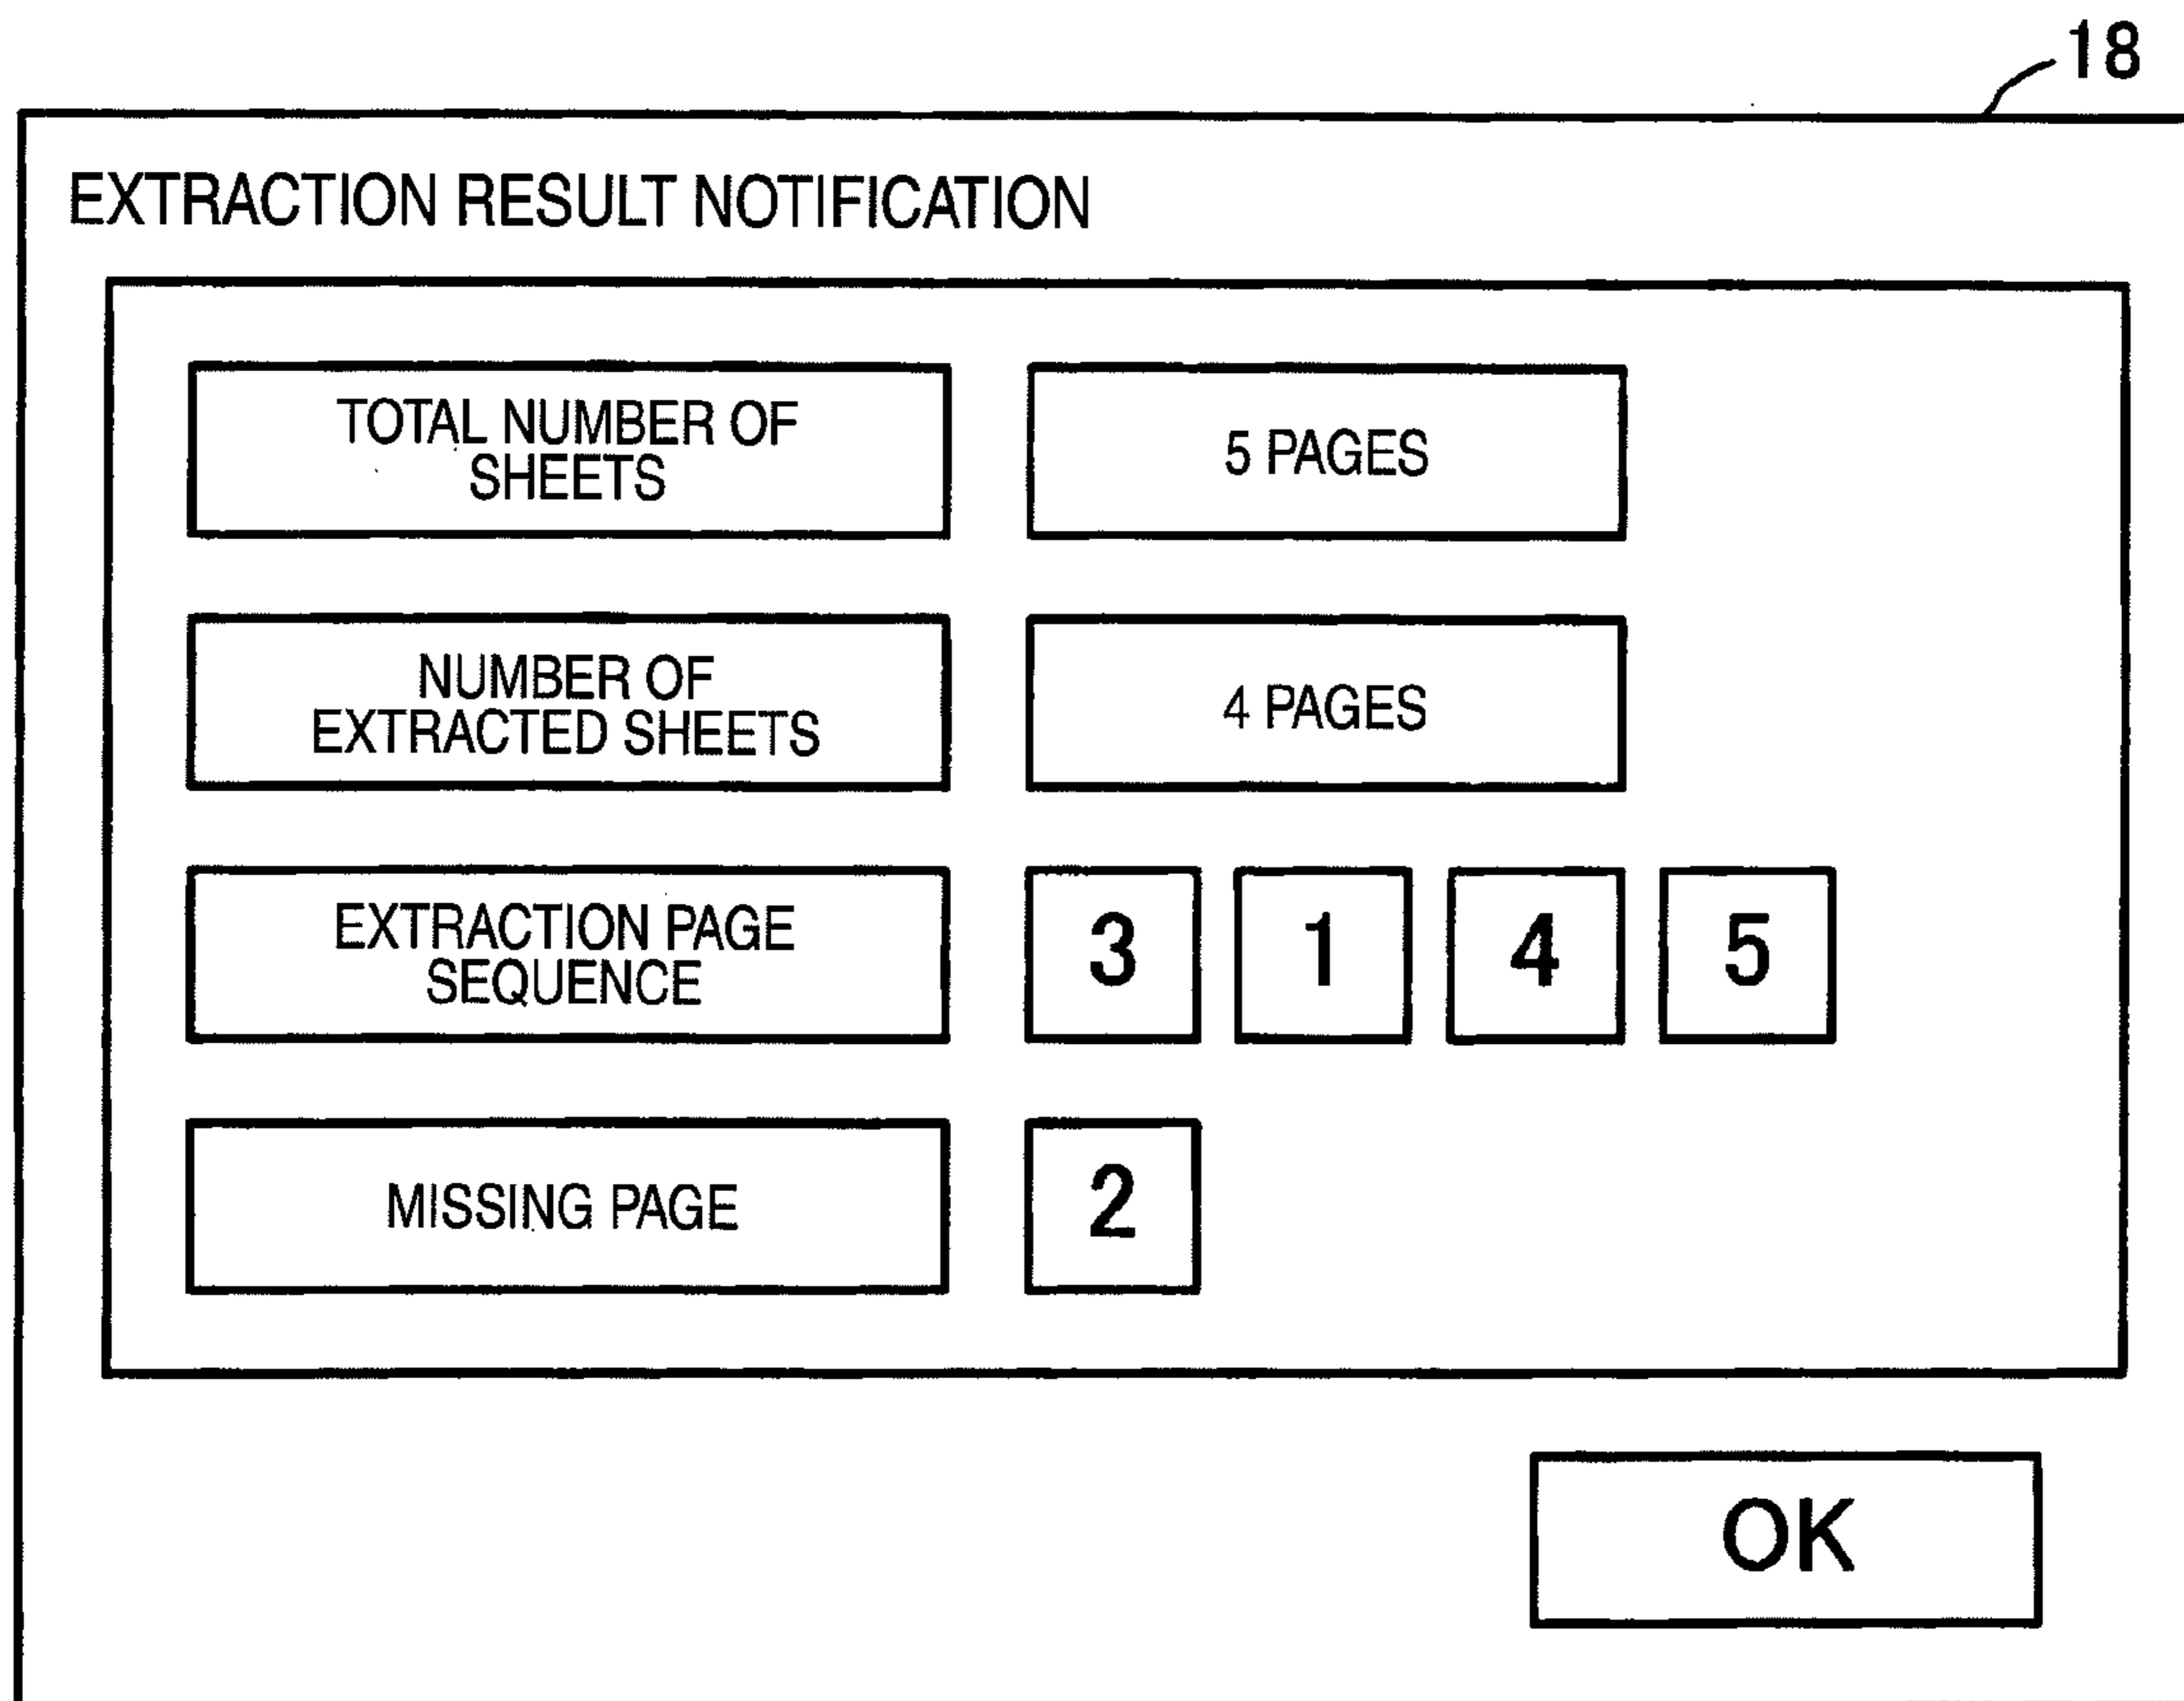 18
EXTRACTION RESULT NOTIFICATION
TOTAL NUMBER OF
SHEETS
5 PAGES
NUMBER OF
EXTRACTED SHEETS
4 PAGES
EXTRACTION PAGE
SEQUENCE
3 1 4 5
MISSING PAGE
2
OK